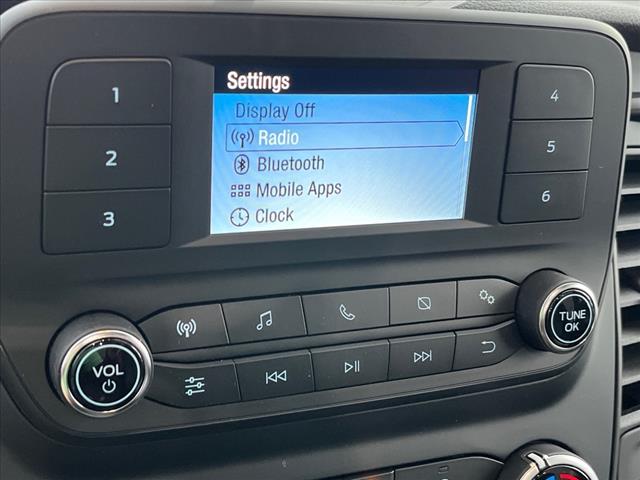 Settings
Display Off
Radio
Bluetooth
Mobile Apps
Clock
1
2
3
4
5
6
VOL
TUNE
OK